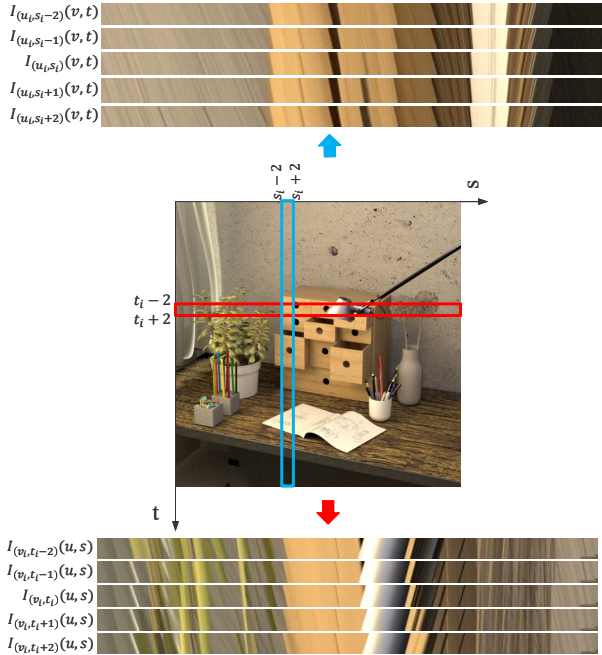 I(uᵢ,sᵢ−2)(v, t)
I(uᵢ,sᵢ−1)(v, t)
I(uᵢ,sᵢ)(v, t)
I(uᵢ,sᵢ+1)(v, t)
I(uᵢ,sᵢ+2)(v, t)
sᵢ − 2
sᵢ + 2
s
tᵢ − 2
tᵢ + 2
t
I(vᵢ,tᵢ−2)(u, s)
I(vᵢ,tᵢ−1)(u, s)
I(vᵢ,tᵢ)(u, s)
I(vᵢ,tᵢ+1)(u, s)
I(vᵢ,tᵢ+2)(u, s)